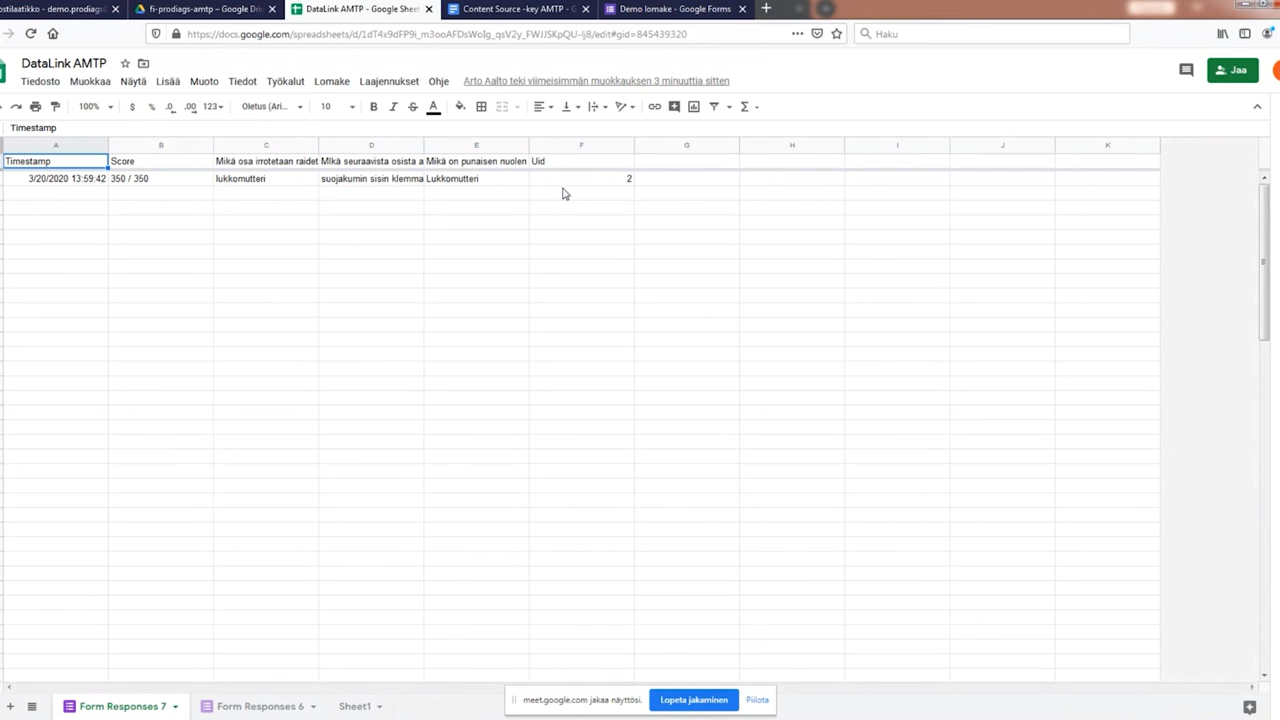 ostilaatikko - demo.prodiags
fi-prodiags-amtp – Google Dri
DataLink AMTP - Google Sheet
Content Source -key AMTP - G
Demo lomake - Google Forms
https://docs.google.com/spreadsheets/d/1dT4x9dFP9i_m3ooAFDsWoIg_qsV2y_FWJJSKpQU-lj8/edit#gid=845439320
Haku
DataLink AMTP
Tiedosto Muokkaa Näytä Lisää Muoto Tiedot Työkalut Lomake Laajennukset Ohje Arto Aalto teki viimeisimmän muokkauksen 3 minuuttia sitten
Jaa
100% $ % .0 .00 123 Oletus (Ari... 10 B I S A
Timestamp
A B C D E F G H I J K
Timestamp Score Mikä osa irrotetaan raidet MIkä seuraavista osista a Mikä on punaisen nuolen Uid
3/20/2020 13:59:42 350 / 350 lukkomutteri suojakumin sisin klemma Lukkomutteri 2
meet.google.com jakaa näyttösi. Lopeta jakaminen Piilota
Form Responses 7 Form Responses 6 Sheet1